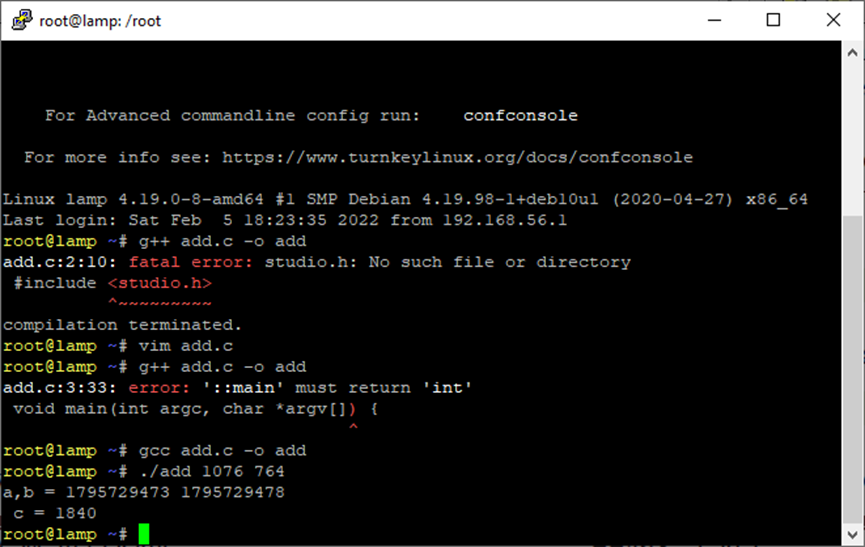 root@lamp: /root
For Advanced commandline config run:    confconsole
For more info see: https://www.turnkeylinux.org/docs/confconsole
Linux lamp 4.19.0-8-amd64 #1 SMP Debian 4.19.98-1+deb10u1 (2020-04-27) x86_64
Last login: Sat Feb  5 18:23:35 2022 from 192.168.56.1
root@lamp ~# g++ add.c -o add
add.c:2:10: fatal error: studio.h: No such file or directory
 #include <studio.h>
          ^~~~~~~~~~
compilation terminated.
root@lamp ~# vim add.c
root@lamp ~# g++ add.c -o add
add.c:3:33: error: '::main' must return 'int'
 void main(int argc, char *argv[]) {
                                 ^
root@lamp ~# gcc add.c -o add
root@lamp ~# ./add 1076 764
a,b = 1795729473 1795729478
 c = 1840
root@lamp ~#